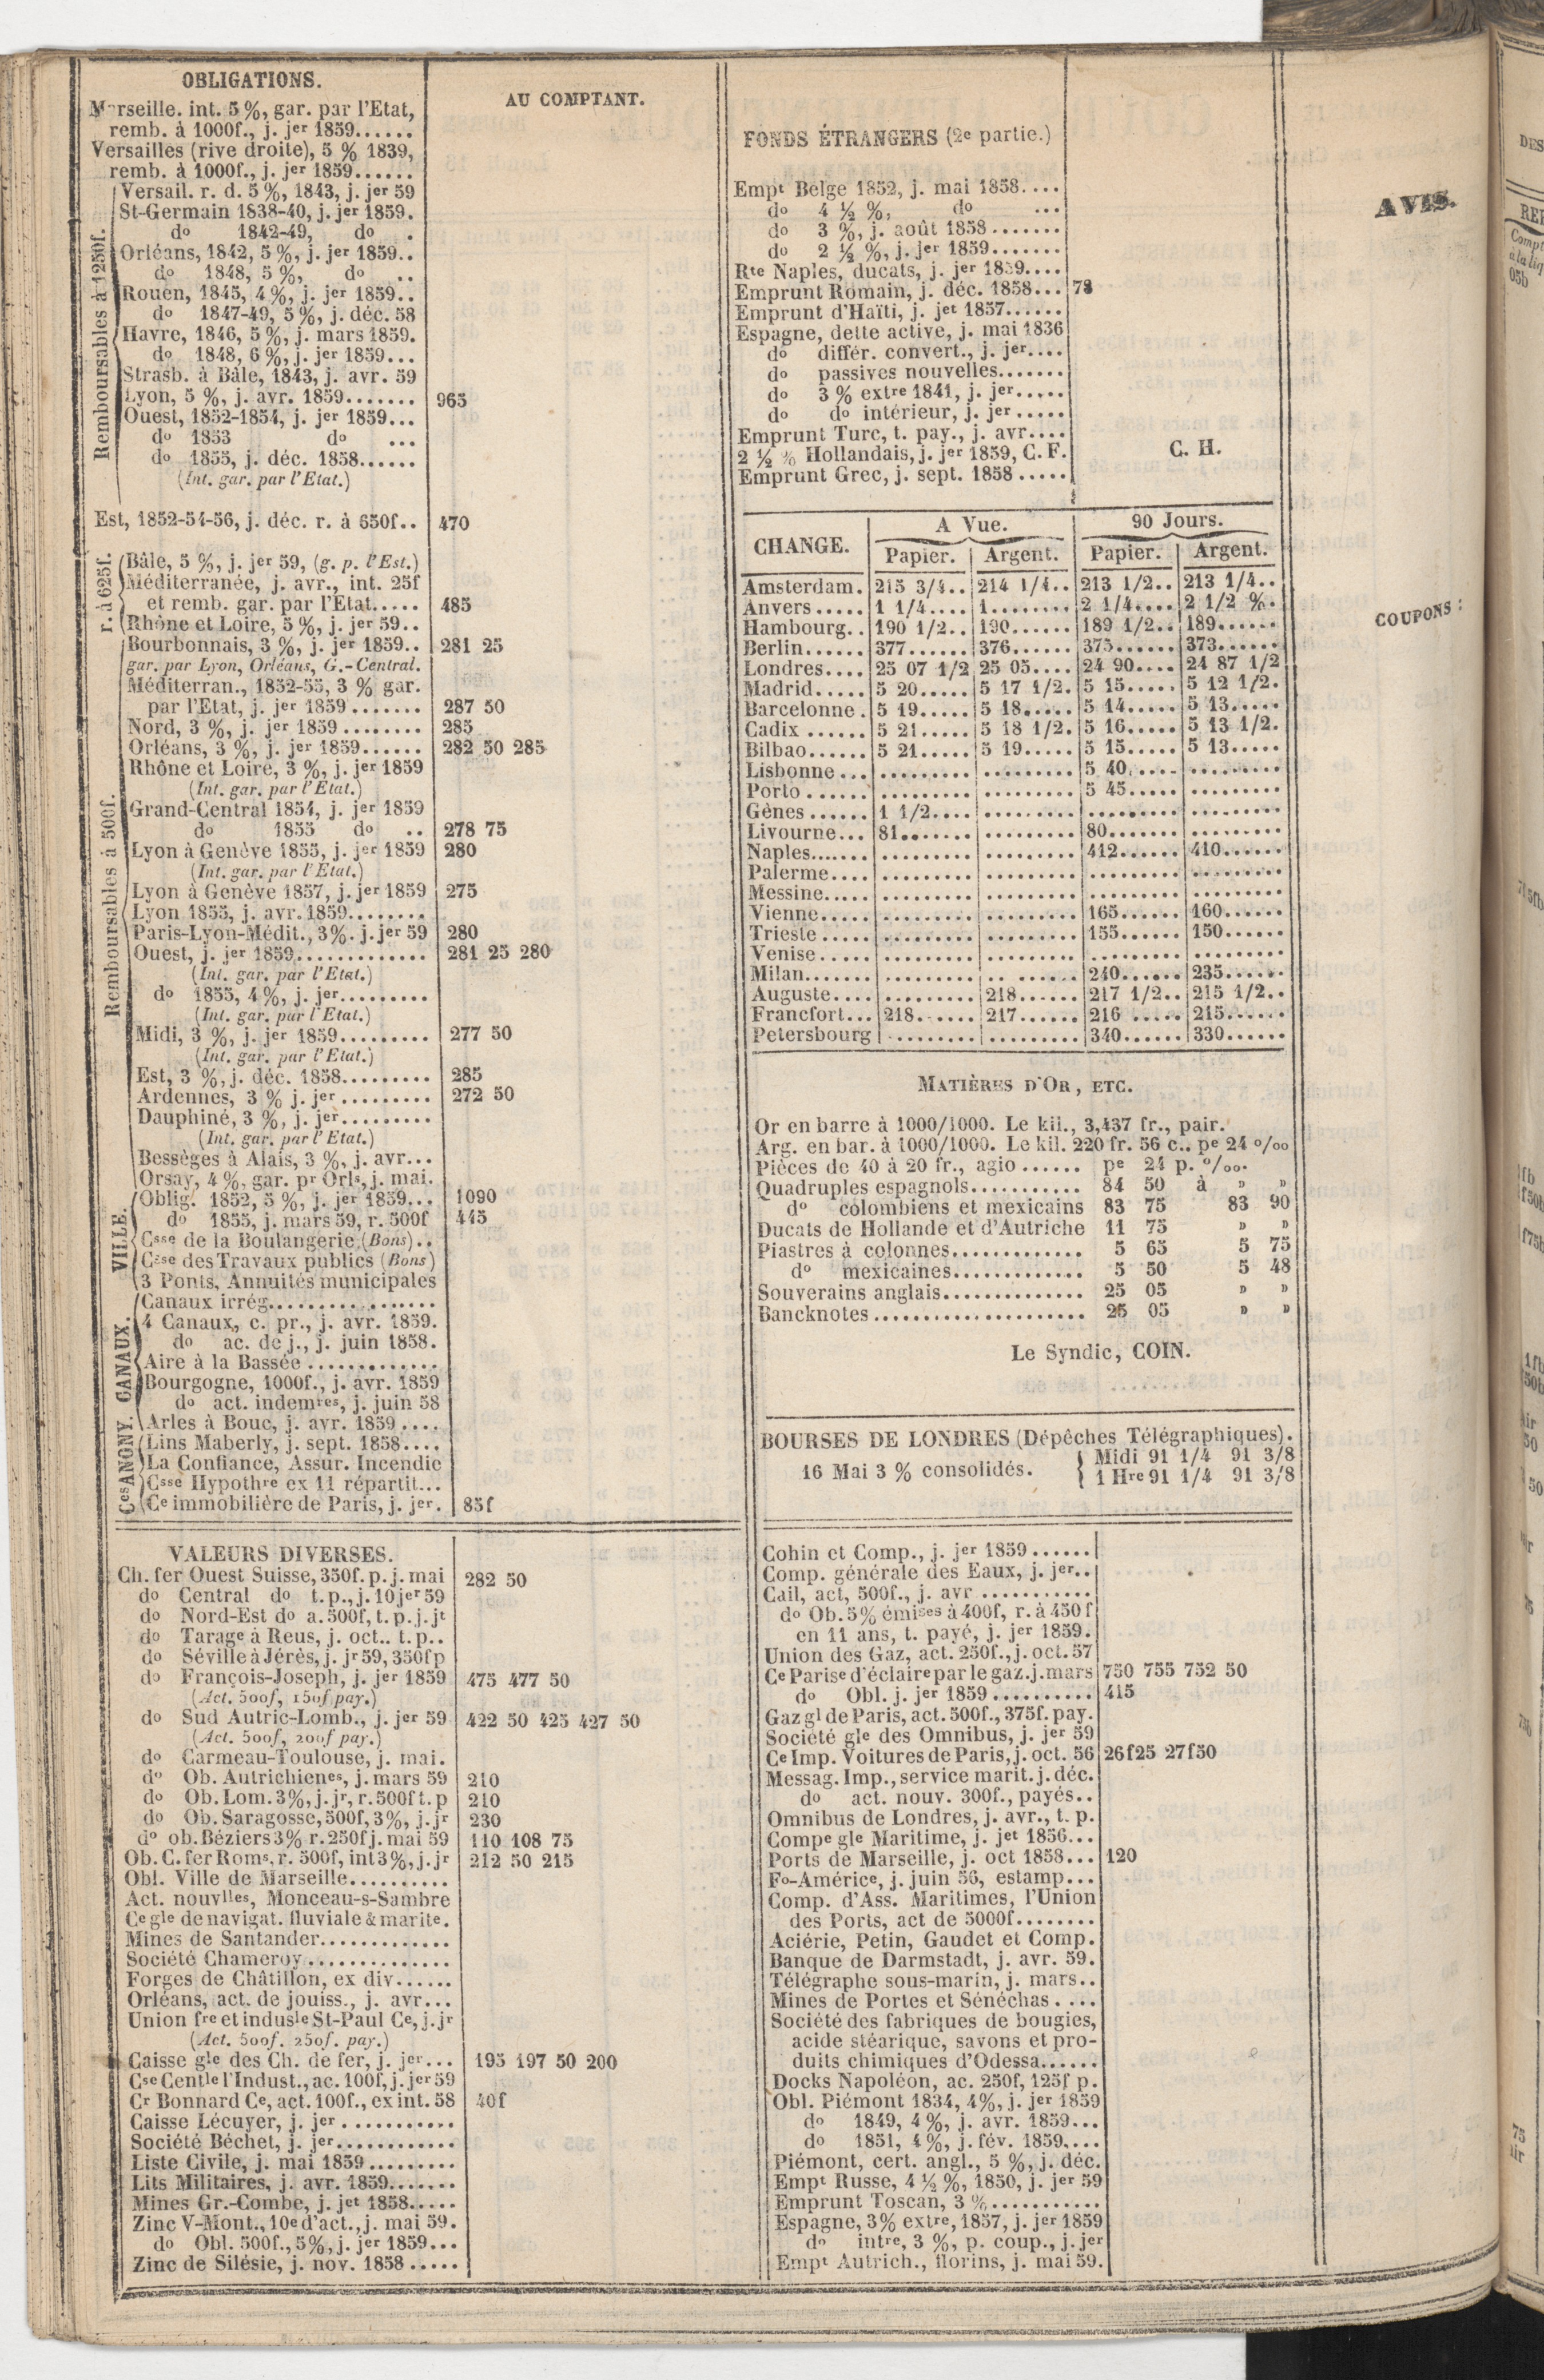 OBLIGATIONS.
AU COMPTANT.
Marseille. int. 5 %, gar. par l'Etat,
remb. à 1000f., j. jer 1859......
Versailles (rive droite), 5 % 1839,
remb. à 1000f., j. jer 1859......
Remboursables à 1250f.
Versail. r. d. 5 %, 1843, j. jer 59
St-Germain 1838-40, j. jer 1859.
do 1842-49, do .
Orléans, 1842, 5 %, j. jer 1859..
do 1848, 5 %, do ..
Rouen, 1845, 4 %, j. jer 1859..
do 1847-49, 5 %, j. déc. 58
Havre, 1846, 5 %, j. mars 1859.
do 1848, 6 %, j. jer 1859...
Strasb. à Bâle, 1843, j. avr. 59
Lyon, 5 %, j. avr. 1859....... 965
Ouest, 1852-1854, j. jer 1859...
do 1853 do ...
do 1855, j. déc. 1858......
(Int. gar. par l'Etat.)
Est, 1852-54-56, j. déc. r. à 650f.. 470
r. à 625f.
Bâle, 5 %, j. jer 59, (g. p. l'Est.)
Méditerranée, j. avr., int. 25f
et remb. gar. par l'Etat..... 485
Rhône et Loire, 5 %, j. jer 59..
Remboursables à 500f.
Bourbonnais, 3 %, j. jer 1859.. 281 25
gar. par Lyon, Orléans, G.-Central.
Méditerran., 1852-55, 3 % gar.
par l'Etat, j. jer 1859....... 287 50
Nord, 3 %, j. jer 1859........ 285
Orléans, 3 %, j. jer 1859...... 282 50 285
Rhône et Loire, 3 %, j. jer 1859
(Int. gar. par l'Etat.)
Grand-Central 1854, j. jer 1859
do 1855 do .. 278 75
Lyon à Genève 1855, j. jer 1859 280
(Int. gar. par l'Etat.)
Lyon à Genève 1857, j. jer 1859 275
Lyon 1855, j. avr. 1859........
Paris-Lyon-Médit., 3%. j. jer 59 280
Ouest, j. jer 1859............. 281 25 280
(Int. gar. par l'Etat.)
do 1855, 4 %, j. jer.........
(Int. gar. par l'Etat.)
Midi, 3 %, j. jer 1859......... 277 50
(Int. gar. par l'Etat.)
Est, 3 %, j. déc. 1858......... 285
Ardennes, 3 % j. jer ......... 272 50
Dauphiné, 3 %, j. jer.........
(Int. gar. par l'Etat.)
Bessèges à Alais, 3 %, j. avr...
Orsay, 4 %, gar. pr Orls, j. mai.
VILLE.
Oblig. 1852, 5 %, j. jer 1859... 1090
do 1855, j. mars 59, r. 500f 445
Csse de la Boulangerie (Bons)..
Csse des Travaux publics (Bons)
3 Ponts, Annuités municipales
CANAUX.
Canaux irrég................
4 Canaux, c. pr., j. avr. 1859.
do ac. de j., j. juin 1858.
Aire à la Bassée .............
Bourgogne, 1000f., j. avr. 1859
do act. indemres, j. juin 58
Arles à Bouc, j. avr. 1859....
Ces ANONY.
Lins Maberly, j. sept. 1858....
La Confiance, Assur. Incendie
Csse Hypothre ex 11 répartit...
Ce immobilière de Paris, j. jer. 85f
VALEURS DIVERSES.
Ch. fer Ouest Suisse, 350f. p. j. mai 282 50
do Central do t. p., j. 10 jer 59
do Nord-Est do a. 500f, t. p. j. jt
do Tarage à Reus, j. oct.. t. p..
do Séville à Jérès, j. jr 59, 350f p
do François-Joseph, j. jer 1859 475 477 50
(Act. 500f, 150f pay.)
do Sud Autric-Lomb., j. jer 59 422 50 425 427 50
(Act. 500f, 200f pay.)
do Carmeau-Toulouse, j. mai.
do Ob. Autrichienes, j. mars 59 210
do Ob. Lom. 3%, j. jr, r. 500f t. p 210
do Ob. Saragosse, 500f, 3%, j. jr 230
do ob. Béziers 3% r. 250f j. mai 59 110 108 75
Ob. C. fer Roms, r. 500f, int 3%, j. jr 212 50 215
Obl. Ville de Marseille..........
Act. nouvlles, Monceau-s-Sambre
Ce gle de navigat. fluviale & marite.
Mines de Santander.............
Société Chameroy..............
Forges de Châtillon, ex div......
Orléans, act. de jouiss., j. avr...
Union fre et indusle St-Paul Ce, j. jr
(Act. 500f. 250f. pay.)
Caisse gle des Ch. de fer, j. jer... 195 197 50 200
Cse Centle l'Indust., ac. 100f, j. jer 59
Cr Bonnard Ce, act. 100f., ex int. 58 40f
Caisse Lécuyer, j. jer ...........
Société Béchet, j. jer............
Liste Civile, j. mai 1859.........
Lits Militaires, j. avr. 1859.......
Mines Gr.-Combe, j. jet 1858.....
Zinc V-Mont., 10e d'act., j. mai 59.
do Obl. 500f., 5%, j. jer 1859...
Zinc de Silésie, j. nov. 1858.....
FONDS ÉTRANGERS (2e partie.)
Empt Belge 1852, j. mai 1858....
do 4 ½ %, do ...
do 3 %, j. août 1858.......
do 2 ½ %, j. jer 1859.......
Rte Naples, ducats, j. jer 1859....
Emprunt Romain, j. déc. 1858... 78
Emprunt d'Haïti, j. jet 1857......
Espagne, dette active, j. mai 1836
do différ. convert., j. jer....
do passives nouvelles.......
do 3 % extre 1841, j. jer.....
do do intérieur, j. jer .....
Emprunt Turc, t. pay., j. avr....
2 ½ % Hollandais, j. jer 1859, C. F.
Emprunt Grec, j. sept. 1858.....
C. H.
CHANGE. A Vue. 90 Jours.
Papier. Argent. Papier. Argent.
Amsterdam. 215 3/4.. 214 1/4.. 213 1/2.. 213 1/4..
Anvers..... 1 1/4.... 1........ 2 1/4.... 2 1/2 %.
Hambourg.. 190 1/2.. 190...... 189 1/2.. 189......
Berlin...... 377...... 376...... 375...... 373......
Londres.... 25 07 1/2 25 05.... 24 90.... 24 87 1/2
Madrid..... 5 20..... 5 17 1/2. 5 15..... 5 12 1/2.
Barcelonne. 5 19..... 5 18..... 5 14..... 5 13.....
Cadix ...... 5 21..... 5 18 1/2. 5 16..... 5 13 1/2.
Bilbao...... 5 21..... 5 19..... 5 15..... 5 13.....
Lisbonne... ......... ......... 5 40..... .........
Porto ...... ......... ......... 5 45..... .........
Gènes...... 1 1/2.... ......... ......... .........
Livourne... 81....... ......... 80....... .........
Naples....... ......... ......... 412...... 410......
Palerme.... ......... ......... ......... .........
Messine..... ......... ......... ......... .........
Vienne..... ......... ......... 165...... 160......
Trieste ..... ......... ......... 155...... 150......
Venise...... ......... ......... ......... .........
Milan....... ......... ......... 240...... 235......
Auguste.... ......... 218...... 217 1/2.. 215 1/2..
Francfort... 218...... 217...... 216 ..... 215......
Petersbourg ......... ......... 340...... 330......
MATIÈRES D'OR, ETC.
Or en barre à 1000/1000. Le kil., 3,437 fr., pair.
Arg. en bar. à 1000/1000. Le kil. 220 fr. 56 c.. pe 24 o/oo
Pièces de 40 à 20 fr., agio ...... pe 24 p. o/oo.
Quadruples espagnols........... 84 50 à » »
do colombiens et mexicains 83 75 83 90
Ducats de Hollande et d'Autriche 11 75 » »
Piastres à colonnes............. 5 65 5 75
do mexicaines............. 5 50 5 48
Souverains anglais.............. 25 05 » »
Bancknotes ..................... 25 05 » »
Le Syndic, COIN.
BOURSES DE LONDRES (Dépêches Télégraphiques).
16 Mai 3 % consolidés. Midi 91 1/4 91 3/8
1 Hre 91 1/4 91 3/8
Cohin et Comp., j. jer 1859......
Comp. générale des Eaux, j. jer..
Cail, act, 500f., j. avr ...........
do Ob. 5% émises à 400f, r. à 450f
en 11 ans, t. payé, j. jer 1859.
Union des Gaz, act. 250f., j. oct. 57
Ce Parise d'éclaire par le gaz. j. mars 750 755 752 50
do Obl. j. jer 1859.......... 415
Gaz gl de Paris, act. 500f., 375f. pay.
Société gle des Omnibus, j. jer 59
Ce Imp. Voitures de Paris, j. oct. 56 26f25 27f50
Messag. Imp., service marit. j. déc.
do act. nouv. 300f., payés..
Omnibus de Londres, j. avr., t. p.
Compe gle Maritime, j. jet 1856...
Ports de Marseille, j. oct 1858... 120
Fo-Américe, j. juin 56, estamp...
Comp. d'Ass. Maritimes, l'Union
des Ports, act de 5000f........
Aciérie, Petin, Gaudet et Comp.
Banque de Darmstadt, j. avr. 59.
Télégraphe sous-marin, j. mars..
Mines de Portes et Sénéchas....
Société des fabriques de bougies,
acide stéarique, savons et pro-
duits chimiques d'Odessa......
Docks Napoléon, ac. 250f, 125f p.
Obl. Piémont 1834, 4%, j. jer 1859
do 1849, 4 %, j. avr. 1859...
do 1851, 4 %, j. fév. 1859....
Piémont, cert. angl., 5 %, j. déc.
Empt Russe, 4 ½ %, 1850, j. jer 59
Emprunt Toscan, 3 %...........
Espagne, 3% extre, 1857, j. jer 1859
do intre, 3 %, p. coup., j. jer
Empt Autrich., florins, j. mai 59.
AVIS.
COUPONS :